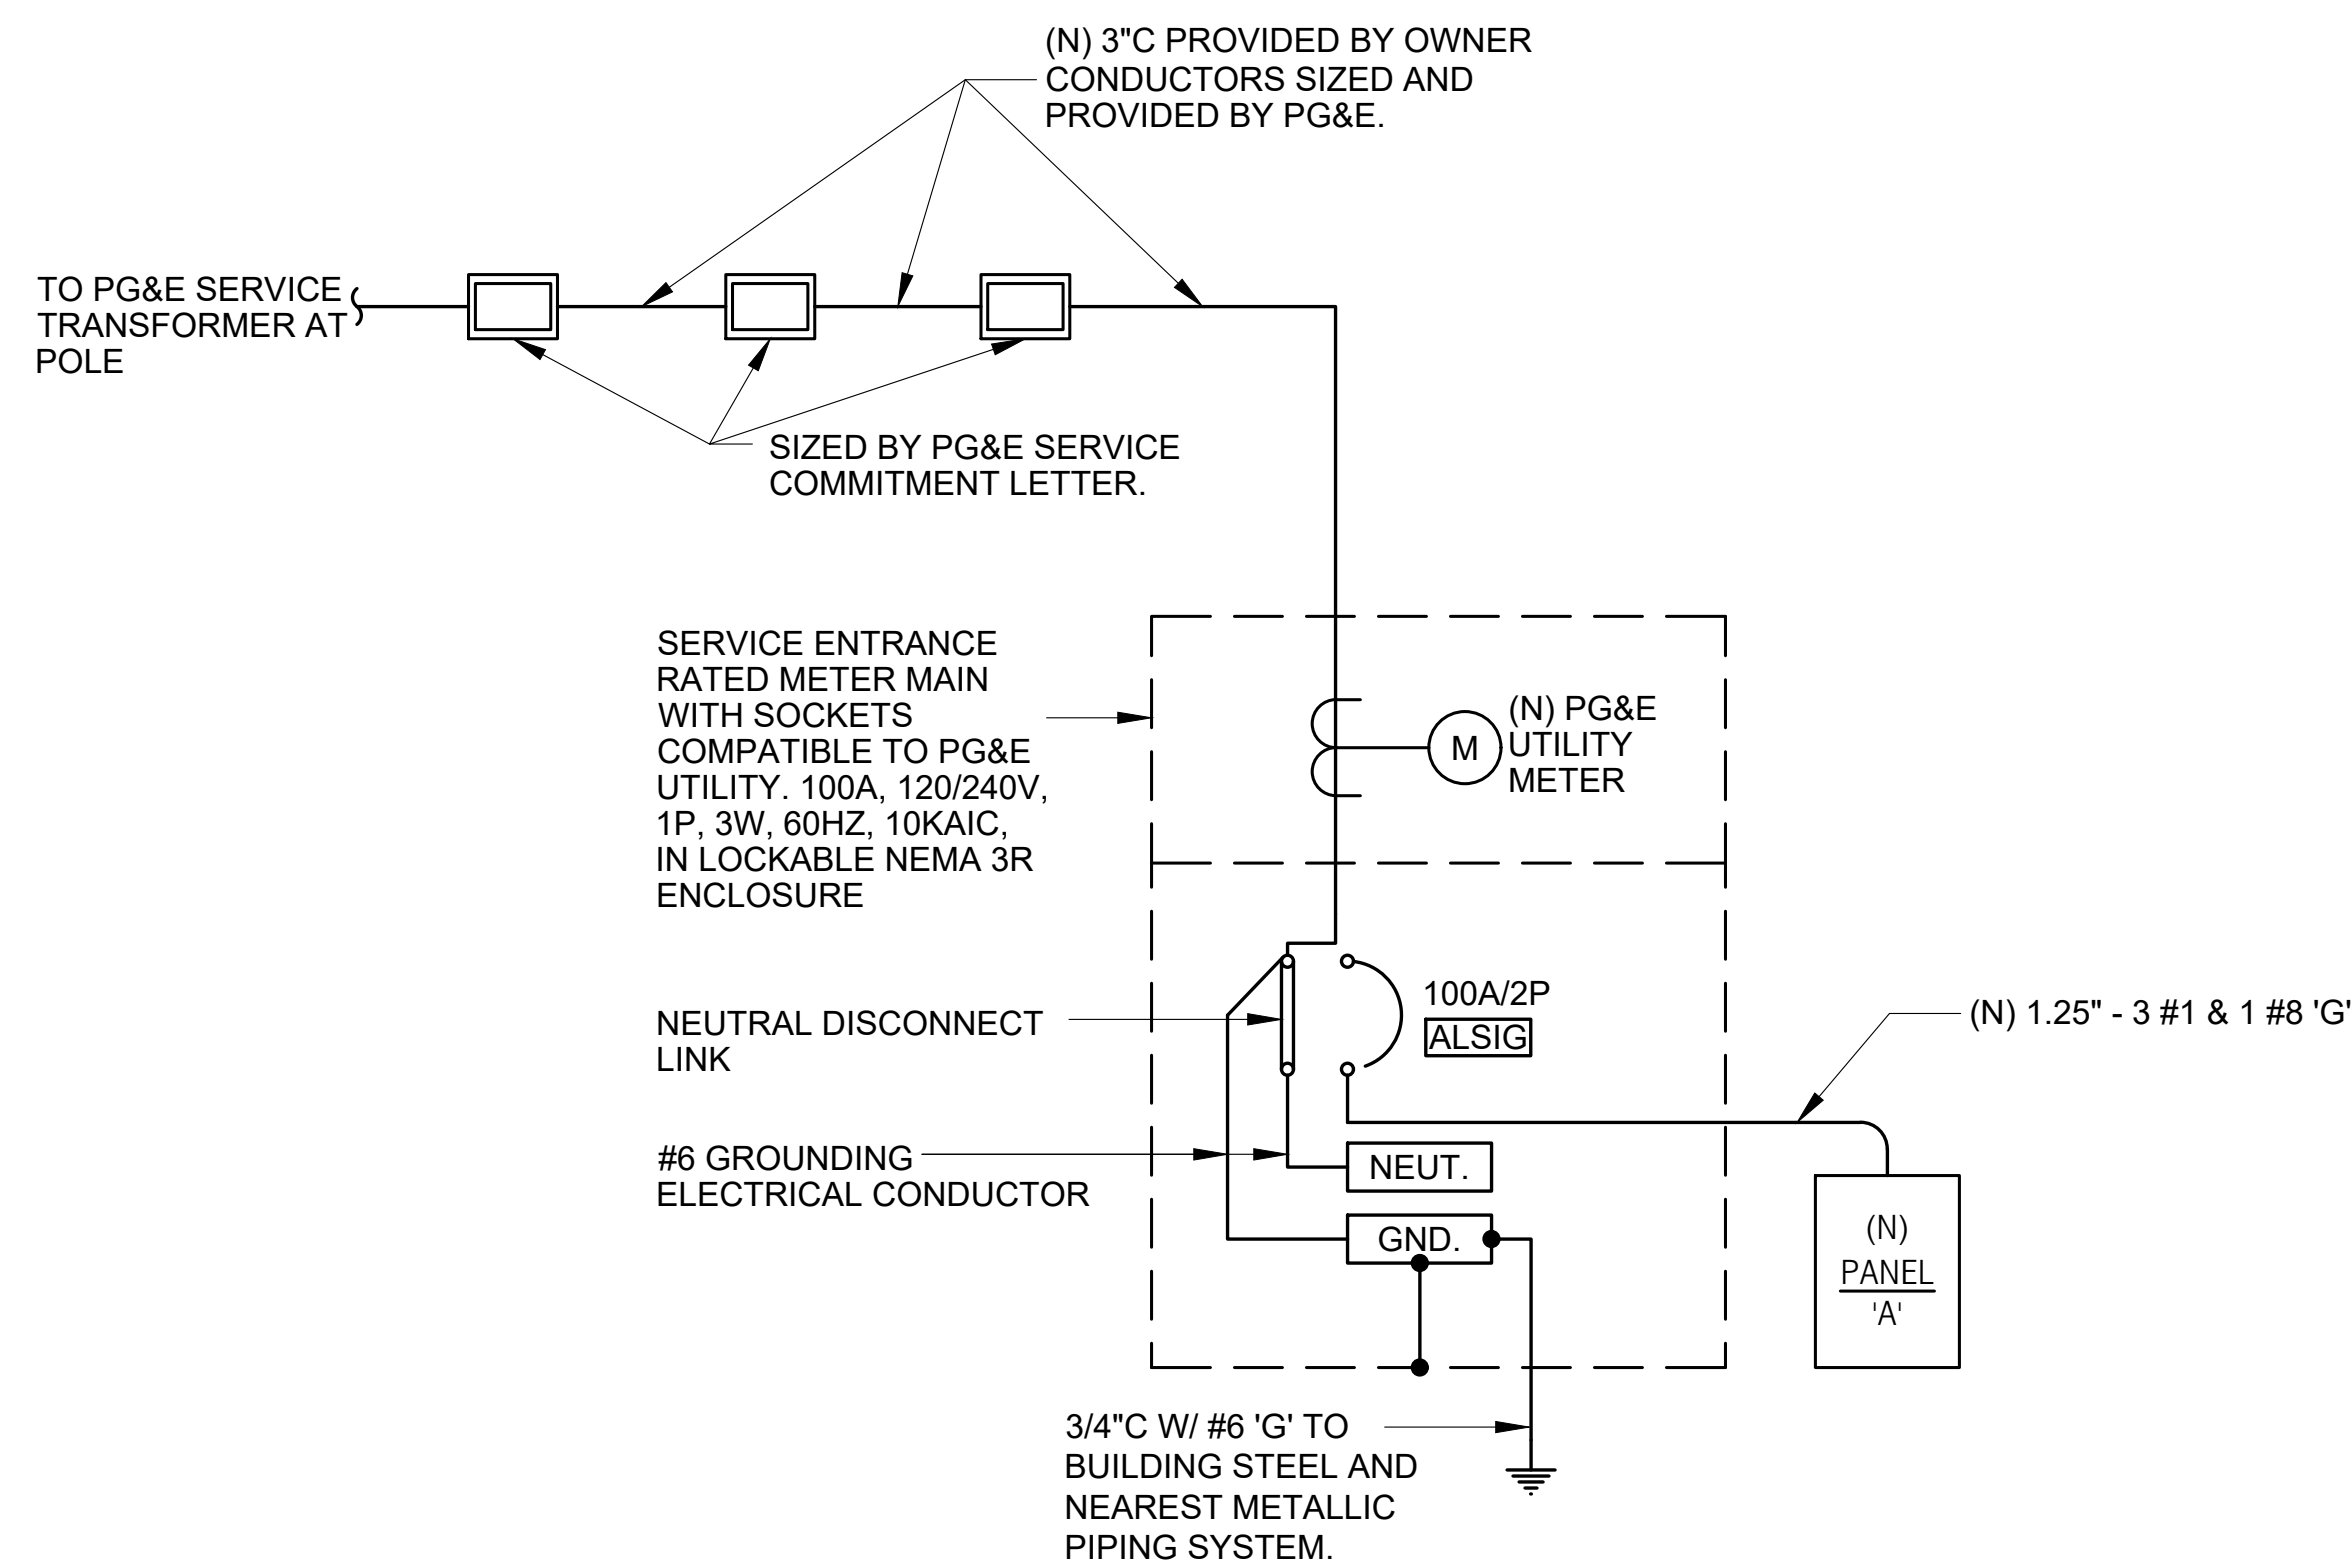 (N) 3"C PROVIDED BY OWNER
CONDUCTORS SIZED AND
PROVIDED BY PG&E.
TO PG&E SERVICE
TRANSFORMER AT
POLE
SIZED BY PG&E SERVICE
COMMITMENT LETTER.
SERVICE ENTRANCE
RATED METER MAIN
WITH SOCKETS
COMPATIBLE TO PG&E
UTILITY. 100A, 120/240V,
1P, 3W, 60HZ, 10KAIC,
IN LOCKABLE NEMA 3R
ENCLOSURE
M
(N) PG&E
UTILITY
METER
NEUTRAL DISCONNECT
LINK
100A/2P
ALSIG
(N) 1.25" - 3 #1 & 1 #8 'G'
#6 GROUNDING
ELECTRICAL CONDUCTOR
NEUT.
GND.
(N)
PANEL
'A'
3/4"C W/ #6 'G' TO
BUILDING STEEL AND
NEAREST METALLIC
PIPING SYSTEM.